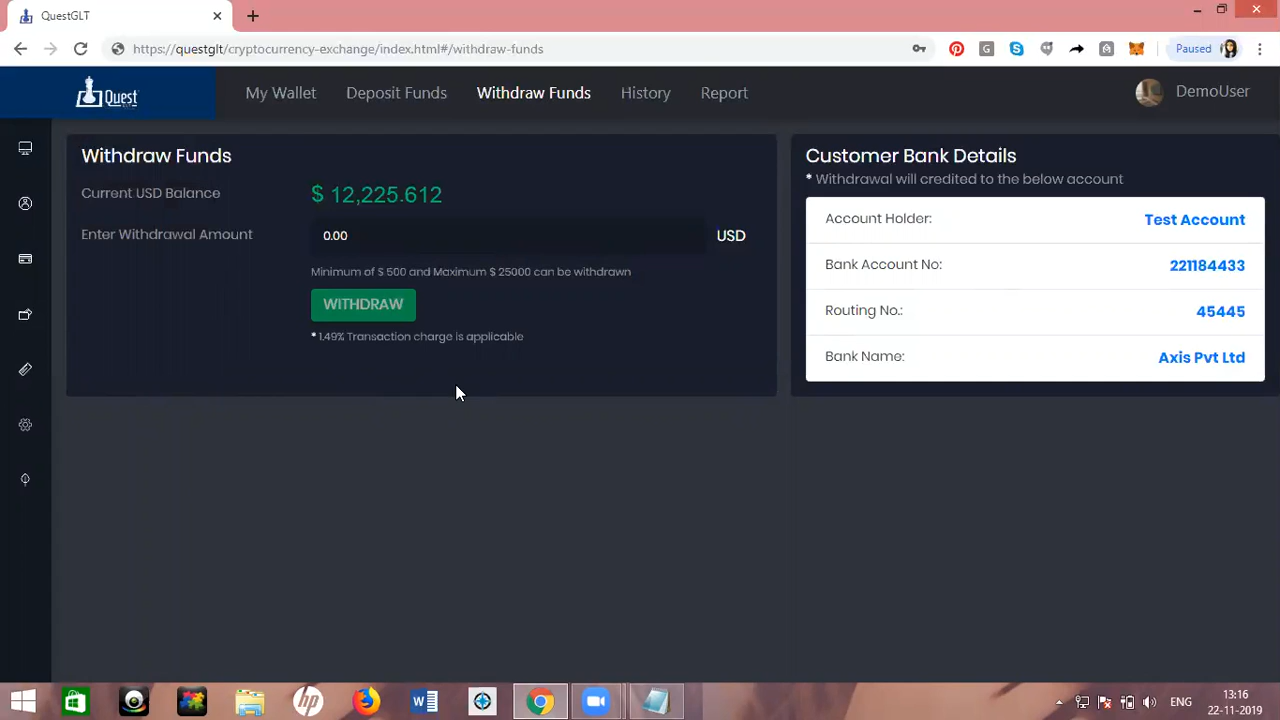 QuestGLT
https://questglt/cryptocurrency-exchange/index.html#/withdraw-funds
Paused
Quest
My Wallet
Deposit Funds
Withdraw Funds
History
Report
DemoUser
Withdraw Funds
Current USD Balance
$ 12,225.612
Enter Withdrawal Amount
0.00
USD
Minimum of $ 500 and Maximum $ 25000 can be withdrawn
WITHDRAW
* 1.49% Transaction charge is applicable
Customer Bank Details
* Withdrawal will credited to the below account
Account Holder:
Test Account
Bank Account No:
221184433
Routing No.:
45445
Bank Name:
Axis Pvt Ltd
ENG
13:16
22-11-2019